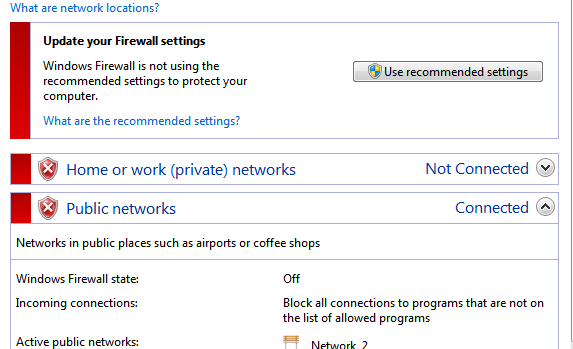 What are network locations?
Update your Firewall settings
Windows Firewall is not using the
recommended settings to protect your
computer.
Use recommended settings
What are the recommended settings?
Home or work (private) networks Not Connected
Public networks Connected
Networks in public places such as airports or coffee shops
Windows Firewall state: Off
Incoming connections: Block all connections to programs that are not on
the list of allowed programs
Active public networks: Network 2